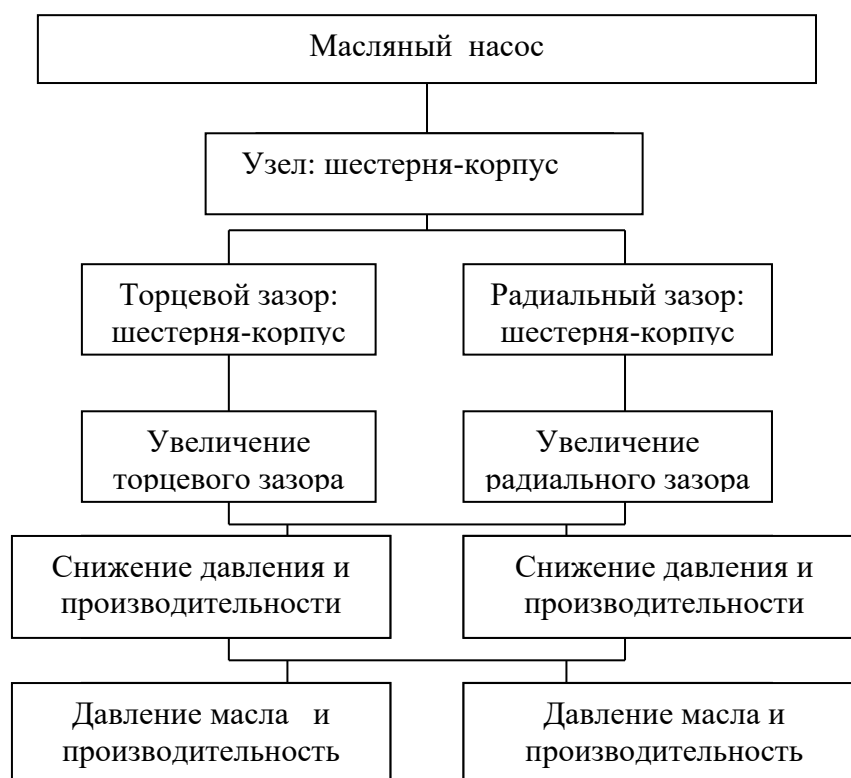 Масляный насос
Узел: шестерня-корпус
Торцевой зазор:
шестерня-корпус
Радиальный зазор:
шестерня-корпус
Увеличение
торцевого зазора
Увеличение
радиального зазора
Снижение давления и
производительности
Снижение давления и
производительности
Давление масла и
производительность
Давление масла и
производительность